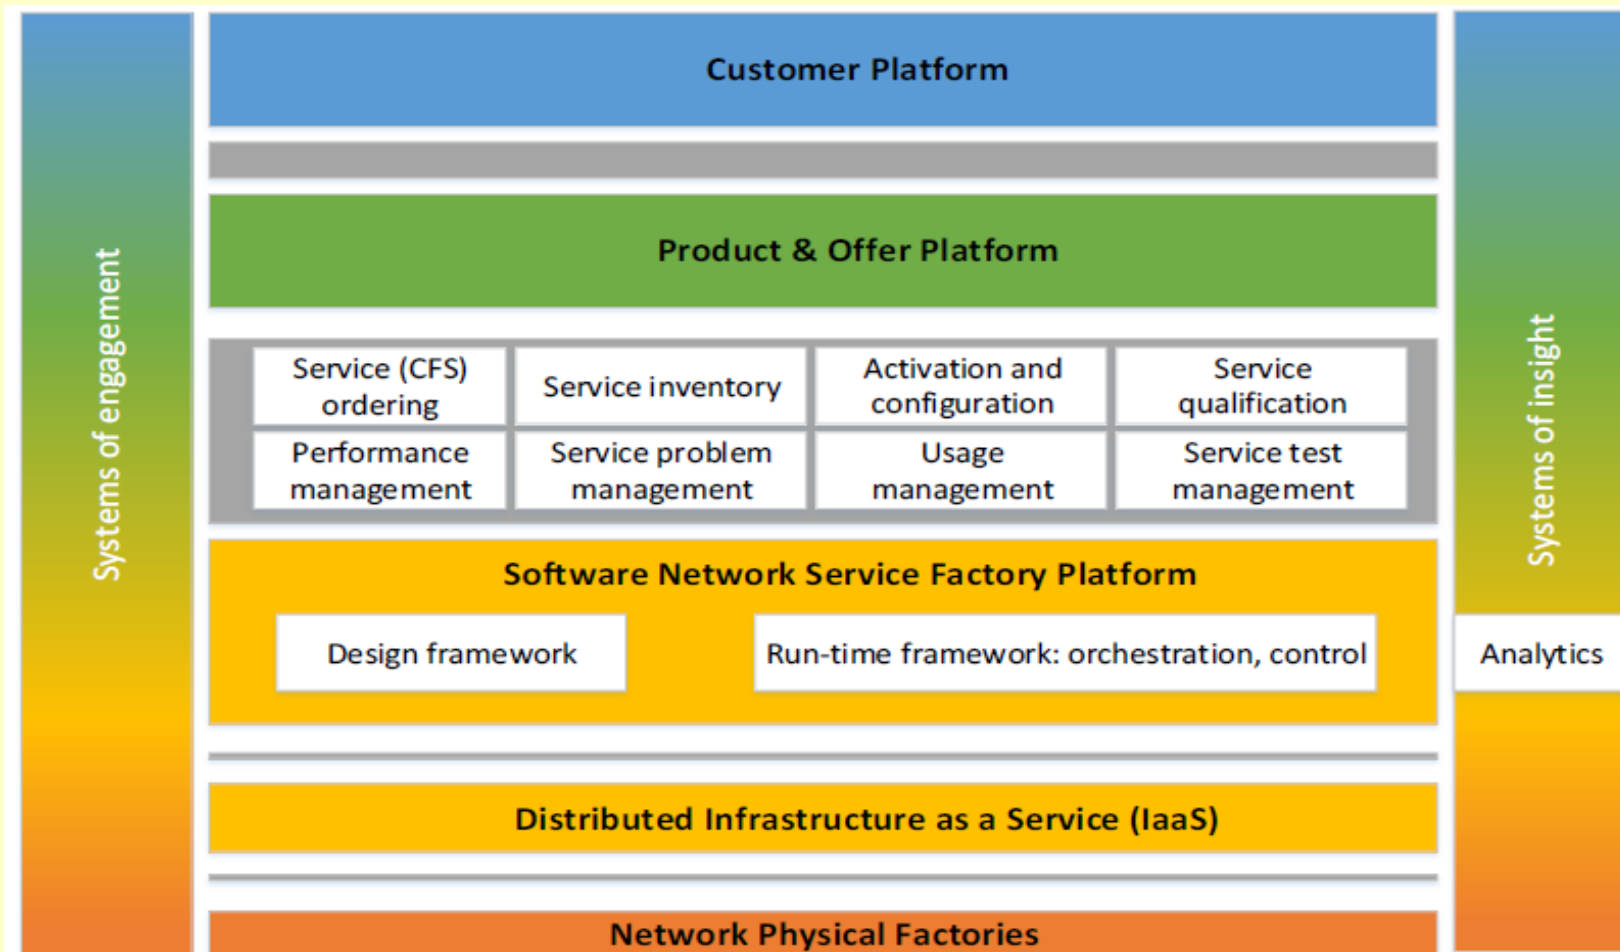 Customer Platform
Product & Offer Platform
Systems of engagement
Systems of insight
Service (CFS)
ordering
Service inventory
Activation and
configuration
Service
qualification
Performance
management
Service problem
management
Usage
management
Service test
management
Software Network Service Factory Platform
Design framework
Run-time framework: orchestration, control
Analytics
Distributed Infrastructure as a Service (IaaS)
Network Physical Factories